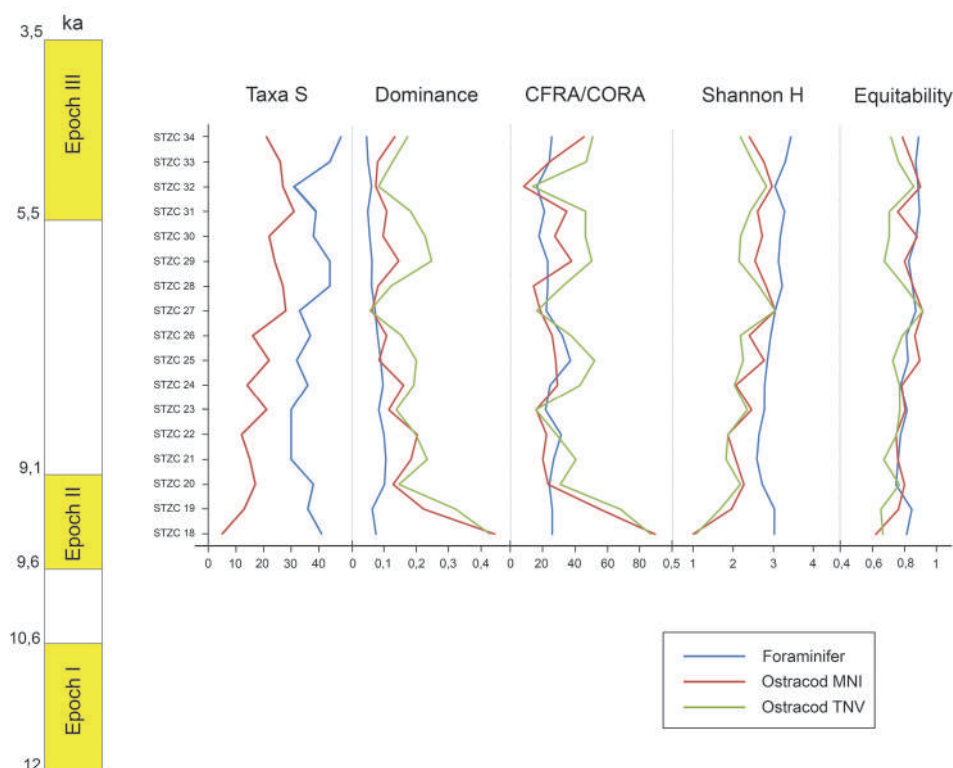 ka
3,5
Epoch III
5,5
9,1
Epoch II
9,6
10,6
Epoch I
12
Taxa S Dominance CFRA/CORA Shannon H Equitability
STZC 34
STZC 33
STZC 32
STZC 31
STZC 30
STZC 29
STZC 28
STZC 27
STZC 26
STZC 25
STZC 24
STZC 23
STZC 22
STZC 21
STZC 20
STZC 19
STZC 18
0 10 20 30 40 0 0,1 0,2 0,3 0,4 0 20 40 60 80 0,5 1 2 3 4 0,4 0,6 0,8 1
Foraminifer
Ostracod MNI
Ostracod TNV